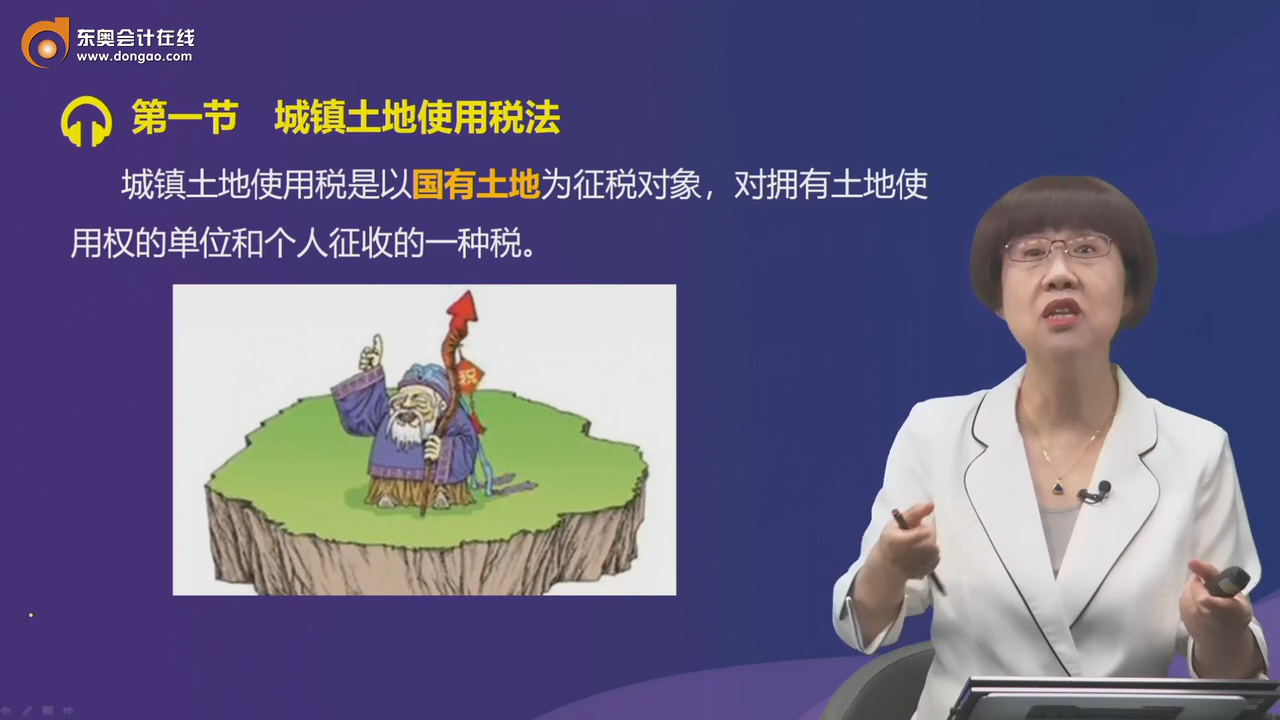 东奥会计在线
www.dongao.com
第一节 城镇土地使用税法
城镇土地使用税是以国有土地为征税对象，对拥有土地使
用权的单位和个人征收的一种税。
税